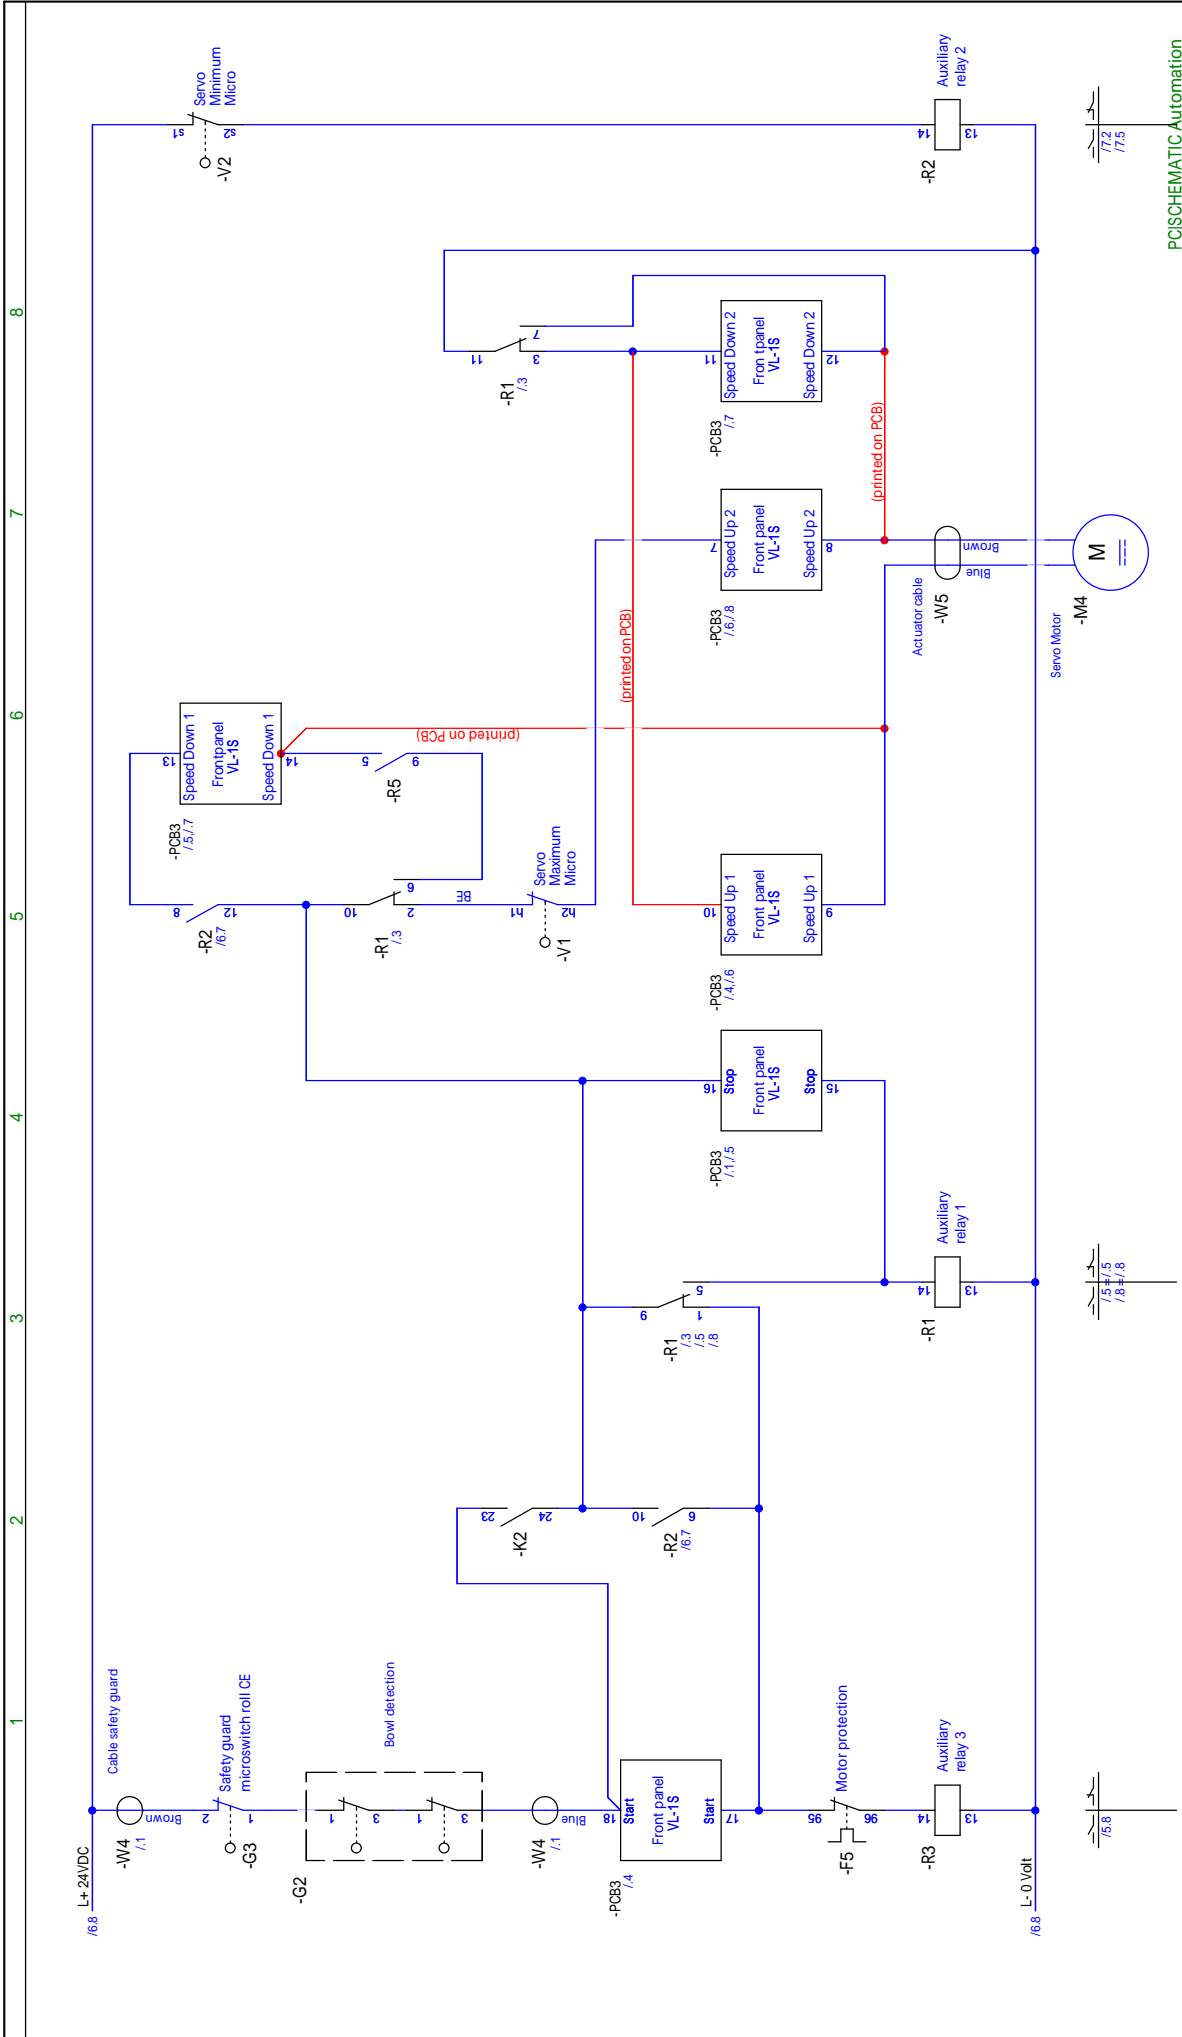 1
2
3
4
5
6
7
8
L+ 24VDC
/6.8
-W4
/.1
Brown
Cable safety guard
2
1
-G3
Safety guard
microswitch roll CE
-G2
1
3
1
3
Bowl detection
-W4
/.1
Blue
-PCB3
/.4
18
Start
Front panel
VL-1S
Start
17
-F5
95
96
Motor protection
-R3
14
13
Auxiliary
relay 3
L- 0 Volt
/6.8
/5.8
-K2
23
24
-R2
/6.7
10
6
-R1
/.3
/.5
/.8
9
1
5
-R1
14
13
Auxiliary
relay 1
/.5 = /.5
/.8 = /.8
-PCB3
/.1,/.5
16
Stop
Front panel
VL-1S
Stop
15
-R2
/6.7
8
12
-R1
/.3
10
2
6
BE
-V1
h1
h2
Servo
Maximum
Micro
-PCB3
/.4,/.6
10
Speed Up 1
Front panel
VL-1S
Speed Up 1
9
-PCB3
/.5,/.7
13
Speed Down 1
Frontpanel
VL-1S
Speed Down 1
14
-R5
5
9
(printed on PCB)
(printed on PCB)
-PCB3
/.6,/.8
7
Speed Up 2
Front panel
VL-1S
Speed Up 2
8
Actuator cable
-W5
Blue
Brown
Servo Motor
-M4
M
-R1
/.3
11
3
7
-PCB3
/.7
11
Speed Down 2
Fron tpanel
VL-1S
Speed Down 2
12
(printed on PCB)
-V2
s1
s2
Servo
Minimum
Micro
-R2
14
13
Auxiliary
relay 2
/7.2
/7.5
PCISCHEMATIC Automation